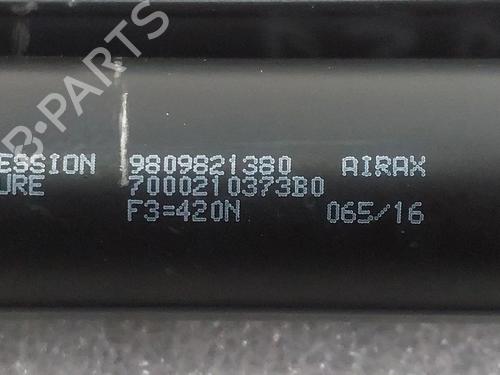 ESSION 9809821380 AIRAX
URE 7000210373B0
F3=420N 065/16
B-PARTS